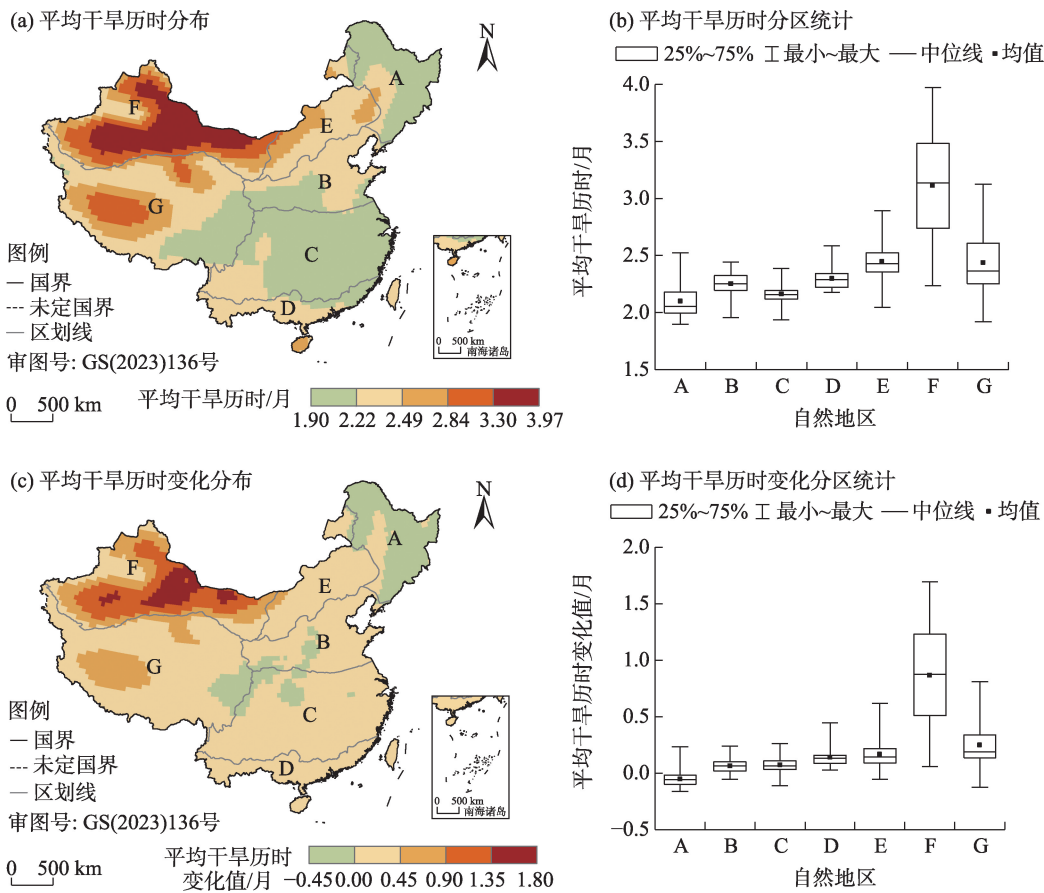 (a) 平均干旱历时分布
N
A
F
E
B
G
C
D
图例
国界
未定国界
区划线
审图号: GS(2023)136号
0 500 km
南海诸岛
0 500 km
平均干旱历时/月
1.90 2.22 2.49 2.84 3.30 3.97
(b) 平均干旱历时分区统计
25%~75% 最小~最大 中位线 均值
平均干旱历时/月
4.0
3.5
3.0
2.5
2.0
1.5
A B C D E F G
自然地区
(c) 平均干旱历时变化分布
N
A
F
E
B
G
C
D
图例
国界
未定国界
区划线
审图号: GS(2023)136号
0 500 km
南海诸岛
0 500 km
平均干旱历时
变化值/月
−0.45 0.00 0.45 0.90 1.35 1.80
(d) 平均干旱历时变化分区统计
25%~75% 最小~最大 中位线 均值
平均干旱历时变化值/月
2.0
1.5
1.0
0.5
0.0
−0.5
A B C D E F G
自然地区